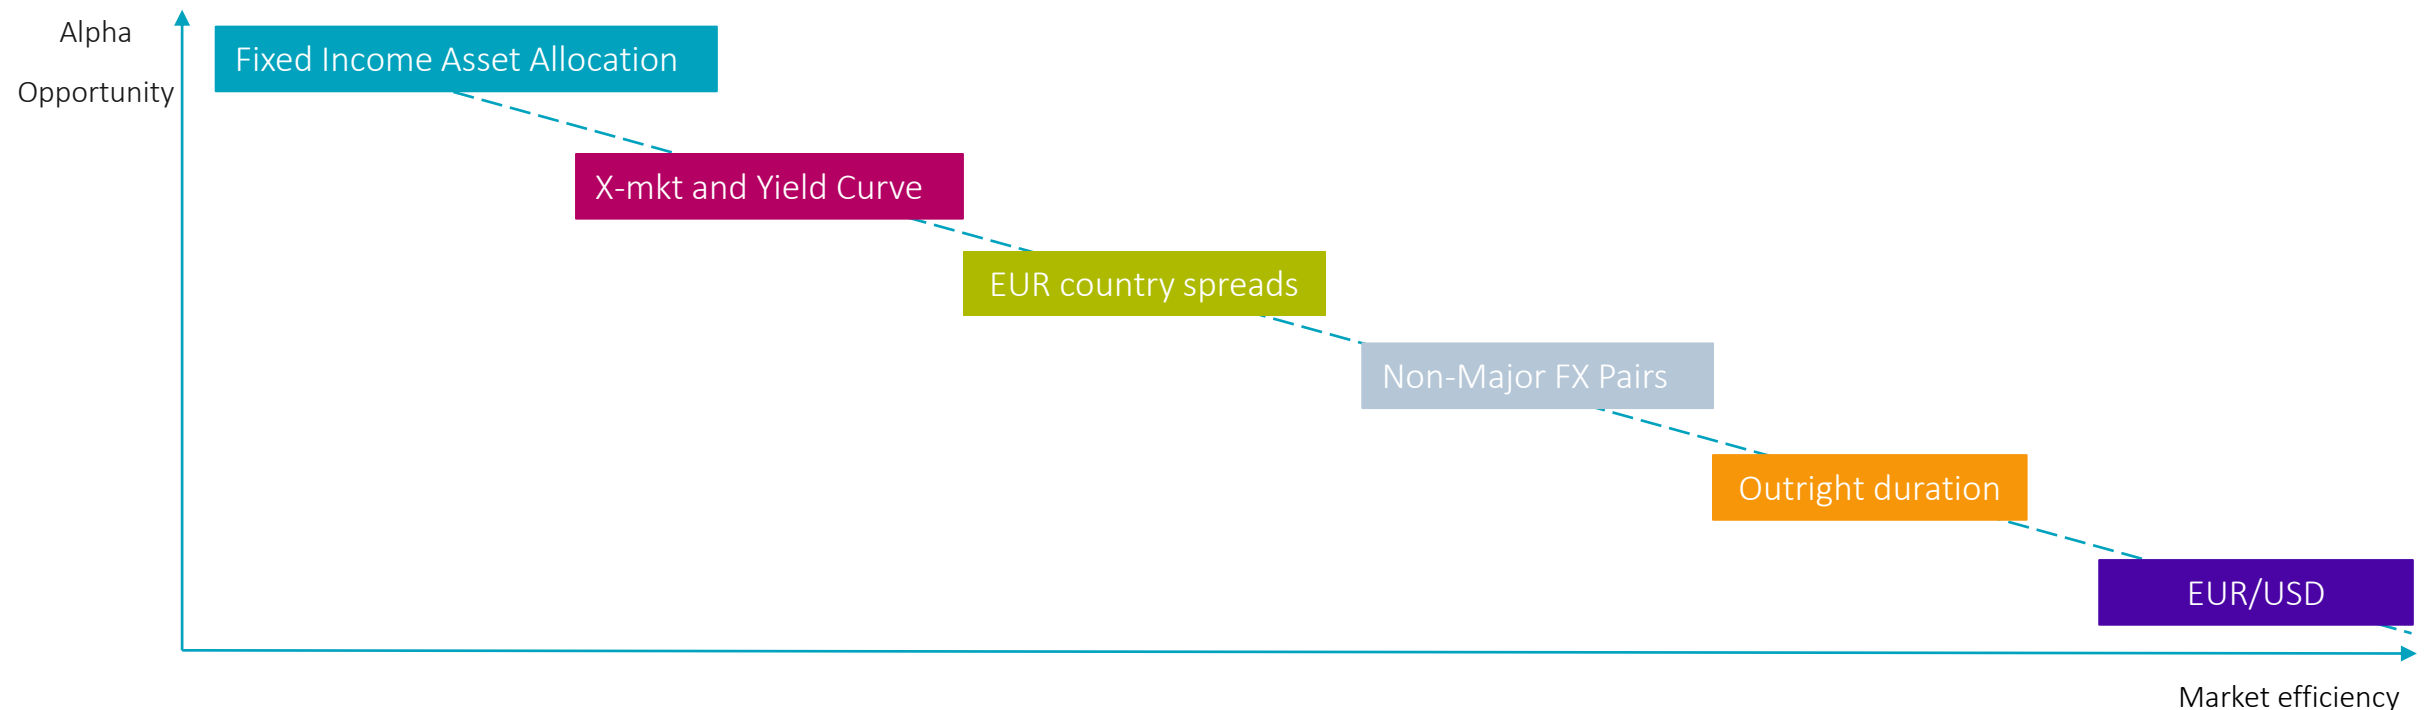 Alpha
Opportunity
Fixed Income Asset Allocation
X-mkt and Yield Curve
EUR country spreads
Non-Major FX Pairs
Outright duration
EUR/USD
Market efficiency